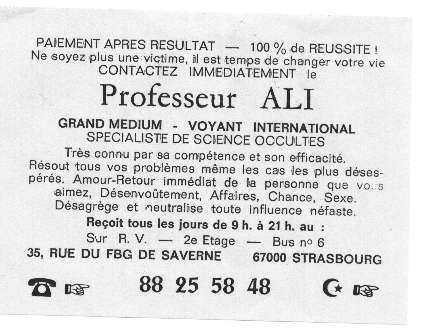 PAIEMENT APRES RESULTAT — 100 % de REUSSITE !
Ne soyez plus une victime, il est temps de changer votre vie
CONTACTEZ IMMEDIATEMENT le
Professeur ALI
GRAND MEDIUM - VOYANT INTERNATIONAL
SPECIALISTE DE SCIENCE OCCULTES
Très connu par sa compétence et son efficacité.
Résout tous vos problèmes même les cas les plus déses-
pérés. Amour-Retour immédiat de la personne que vous
aimez, Désenvoûtement, Affaires, Chance, Sexe.
Désagrège et neutralise toute influence néfaste.
Reçoit tous les jours de 9 h. à 21 h. au :
Sur R. V. — 2e Etage — Bus n° 6
35, RUE DU FBG DE SAVERNE 67000 STRASBOURG
88 25 58 48